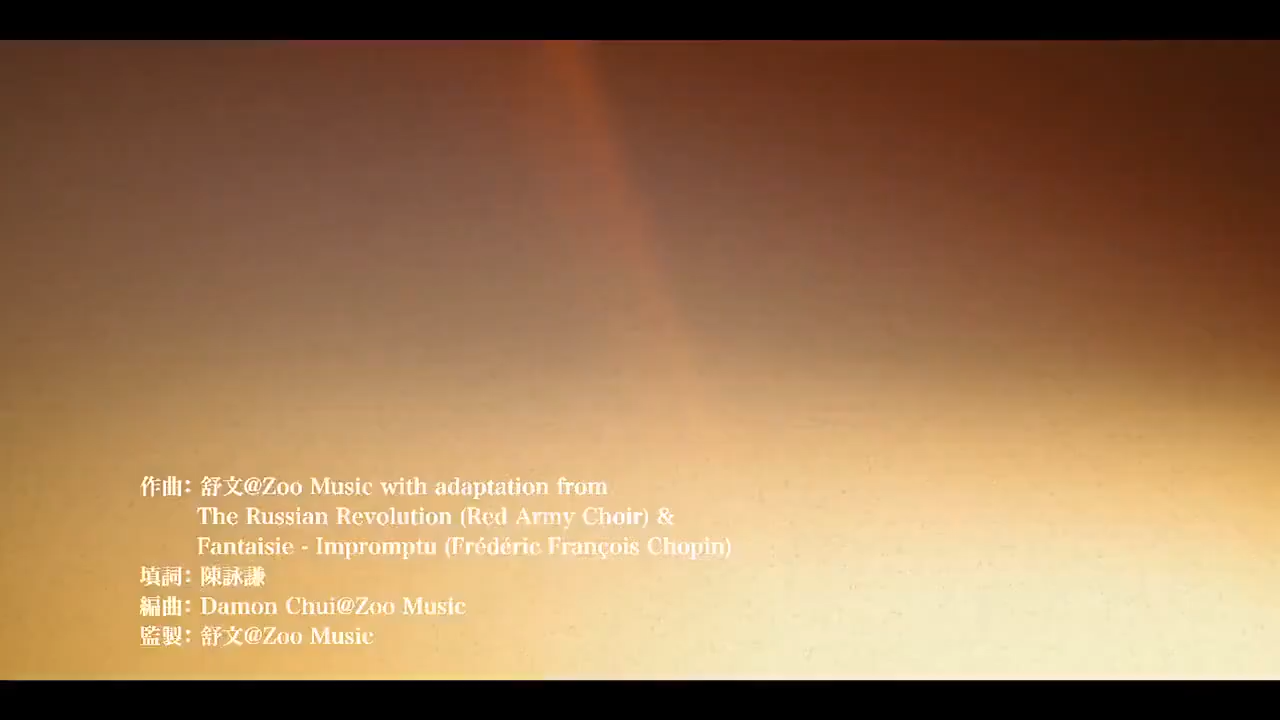 作曲: 舒文@Zoo Music with adaptation from
The Russian Revolution (Red Army Choir) &
Fantaisie - Impromptu (Frédéric François Chopin)
填詞: 陳詠謙
編曲: Damon Chui@Zoo Music
監製: 舒文@Zoo Music